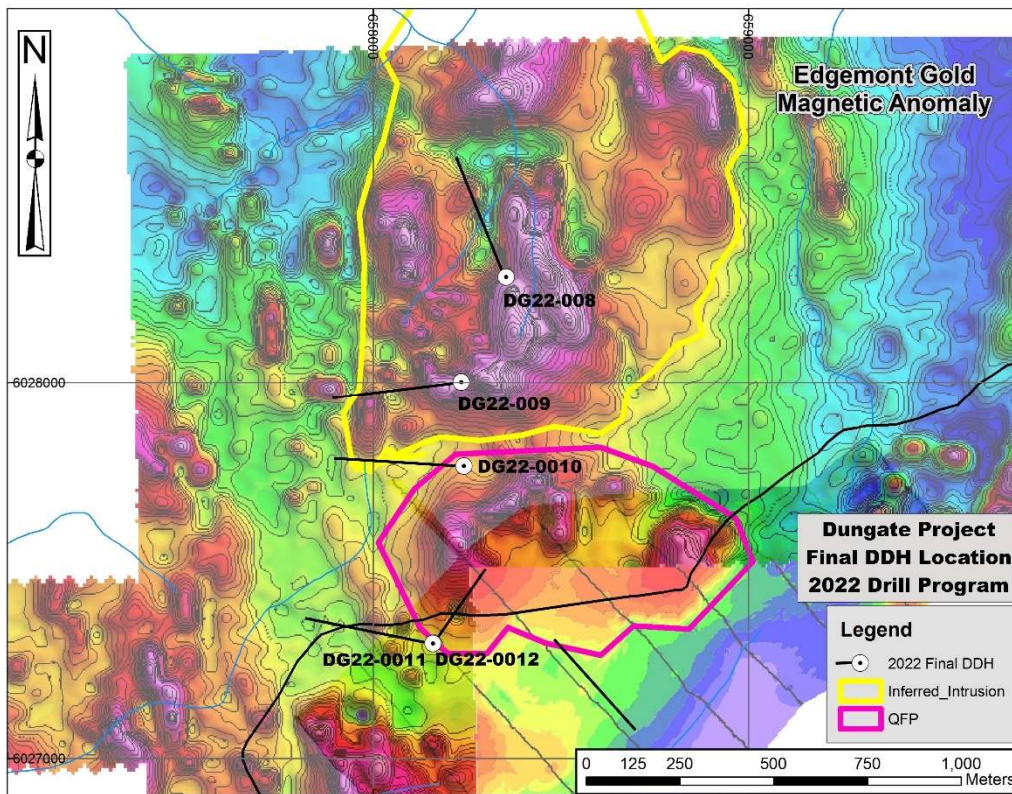 N
658000
659000
Edgemont Gold
Magnetic Anomaly
DG22-008
6028000
DG22-009
DG22-0010
Dungate Project
Final DDH Location
2022 Drill Program
Legend
2022 Final DDH
Inferred_Intrusion
QFP
DG22-0011
DG22-0012
6027000
0 125 250 500 750 1,000
Meters